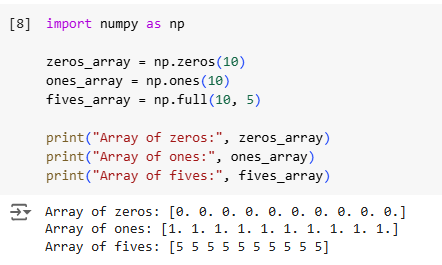 [8] import numpy as np
zeros_array = np.zeros(10)
ones_array = np.ones(10)
fives_array = np.full(10, 5)
print("Array of zeros:", zeros_array)
print("Array of ones:", ones_array)
print("Array of fives:", fives_array)
Array of zeros: [0. 0. 0. 0. 0. 0. 0. 0. 0. 0.]
Array of ones: [1. 1. 1. 1. 1. 1. 1. 1. 1. 1.]
Array of fives: [5 5 5 5 5 5 5 5 5 5]